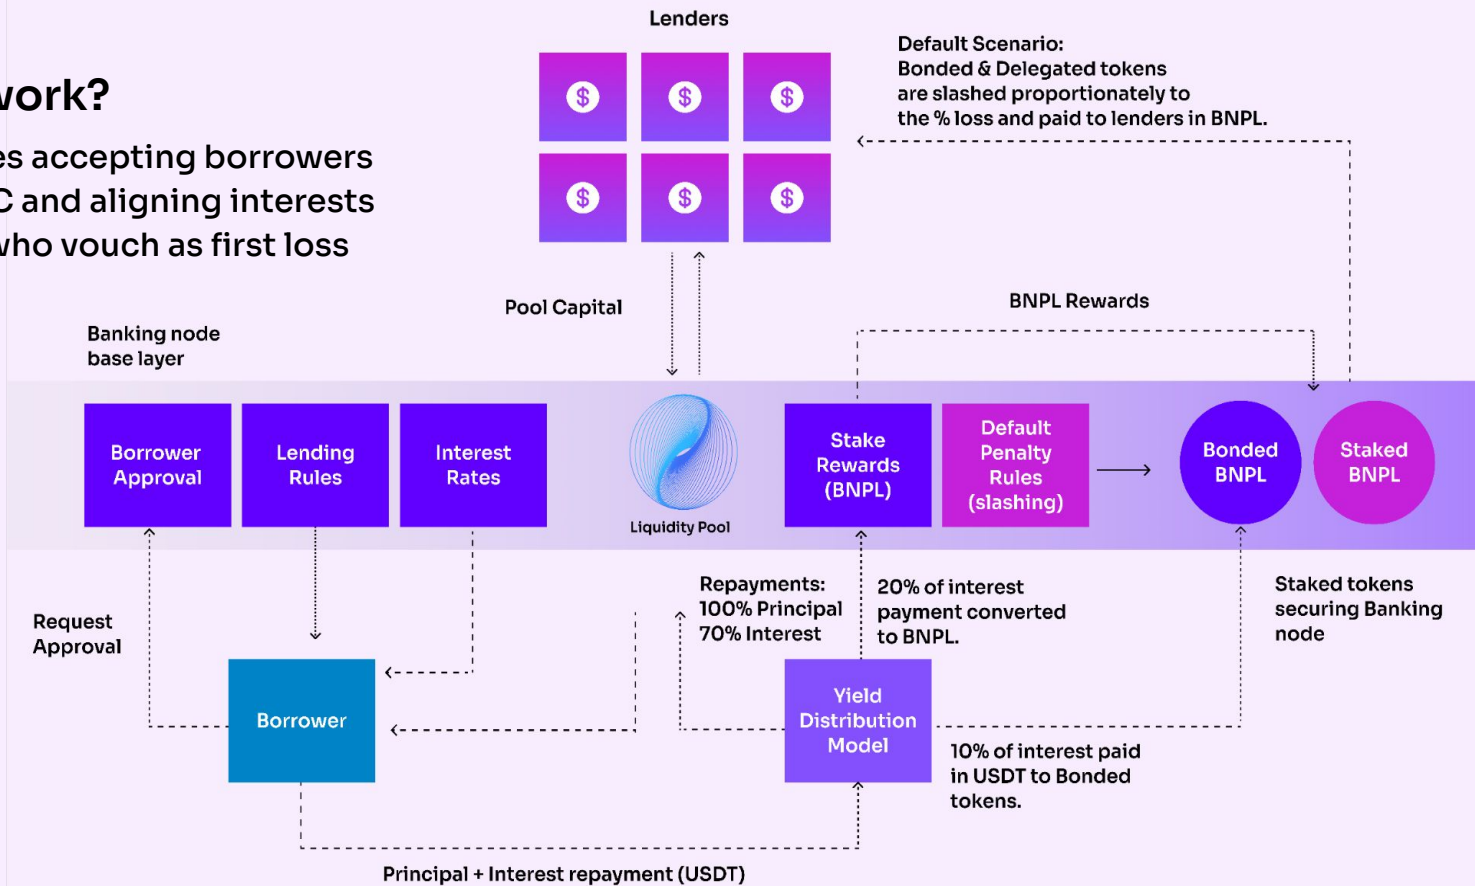 Lenders
Default Scenario:
Bonded & Delegated tokens
are slashed proportionately to
the % loss and paid to lenders in BNPL.
work?
es accepting borrowers
C and aligning interests
who vouch as first loss
$
$
$
$
$
$
Pool Capital
BNPL Rewards
Banking node
base layer
Borrower
Approval
Lending
Rules
Interest
Rates
Liquidity Pool
Stake
Rewards
(BNPL)
Default
Penalty
Rules
(slashing)
Bonded
BNPL
Staked
BNPL
Request
Approval
Repayments:
100% Principal
70% Interest
20% of interest
payment converted
to BNPL.
Staked tokens
securing Banking
node
Borrower
Yield
Distribution
Model
10% of interest paid
in USDT to Bonded
tokens.
Principal + Interest repayment (USDT)